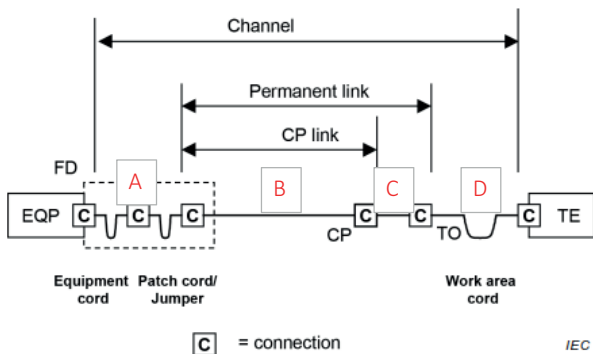 Channel
Permanent link
CP link
FD
A
B
C
D
EQP
C
C
C
C
C
C
TE
CP
TO
Equipment cord
Patch cord/ Jumper
Work area cord
C = connection
IEC